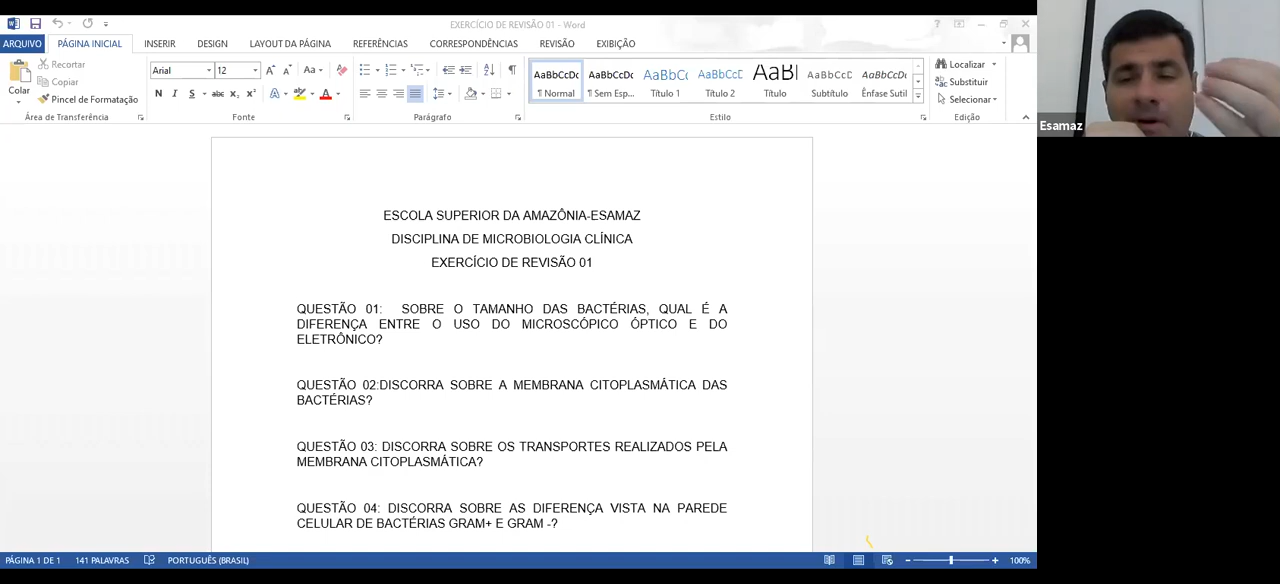 EXERCÍCIO DE REVISÃO 01 - Word
ARQUIVO PÁGINA INICIAL INSERIR DESIGN LAYOUT DA PÁGINA REFERÊNCIAS CORRESPONDÊNCIAS REVISÃO EXIBIÇÃO
Colar
Recortar
Copiar
Pincel de Formatação
Área de Transferência
Arial 12
Fonte
Parágrafo
AaBbCcDc AaBbCcDc AaBbC( AaBbCcD AaB| AaBbCcD AaBbCcDc
¶ Normal ¶ Sem Esp... Título 1 Título 2 Título Subtítulo Ênfase Sutil
Estilo
Localizar
Substituir
Selecionar
Edição
Esamaz
ESCOLA SUPERIOR DA AMAZÔNIA-ESAMAZ
DISCIPLINA DE MICROBIOLOGIA CLÍNICA
EXERCÍCIO DE REVISÃO 01
QUESTÃO 01: SOBRE O TAMANHO DAS BACTÉRIAS, QUAL É A
DIFERENÇA ENTRE O USO DO MICROSCÓPICO ÓPTICO E DO
ELETRÔNICO?
QUESTÃO 02:DISCORRA SOBRE A MEMBRANA CITOPLASMÁTICA DAS
BACTÉRIAS?
QUESTÃO 03: DISCORRA SOBRE OS TRANSPORTES REALIZADOS PELA
MEMBRANA CITOPLASMÁTICA?
QUESTÃO 04: DISCORRA SOBRE AS DIFERENÇA VISTA NA PAREDE
CELULAR DE BACTÉRIAS GRAM+ E GRAM -?
PÁGINA 1 DE 1 141 PALAVRAS PORTUGUÊS (BRASIL) 100%